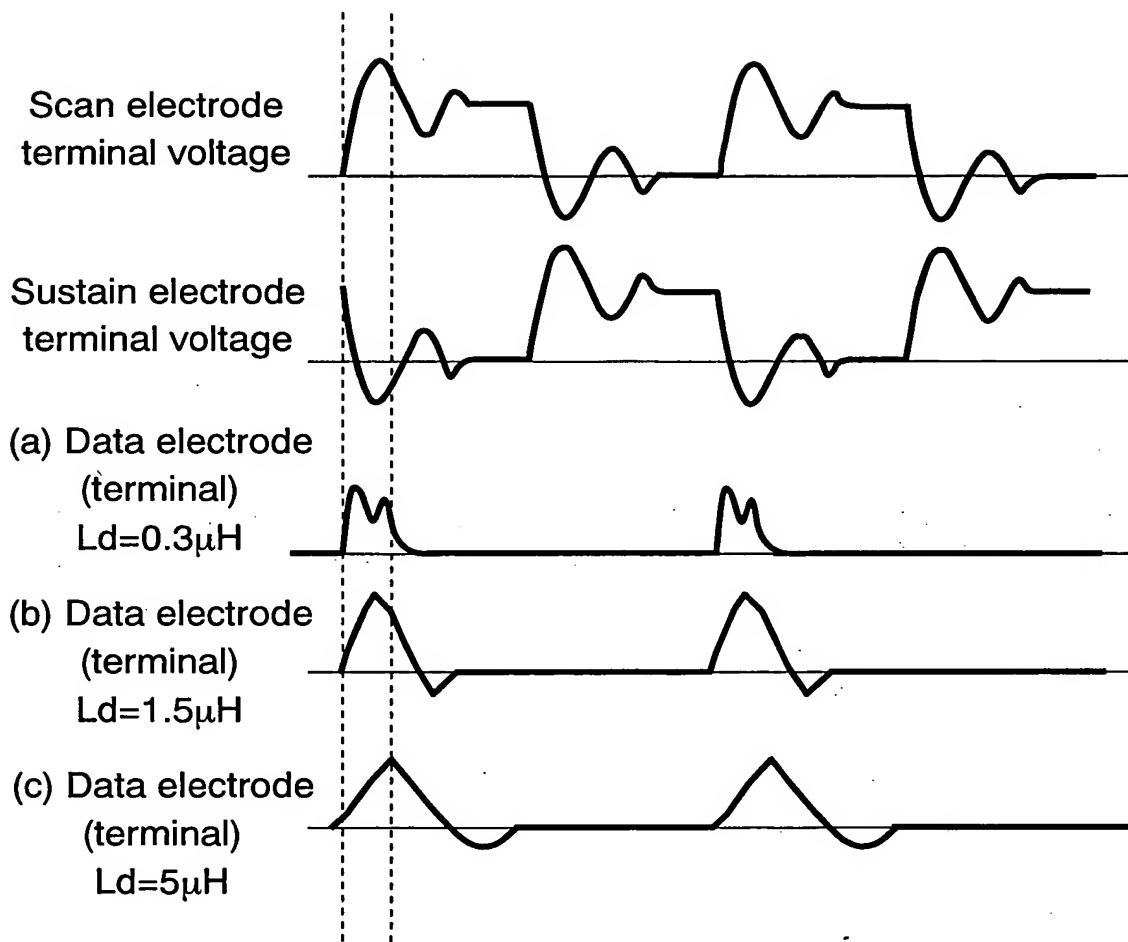 Scan electrode
terminal voltage
Sustain electrode
terminal voltage
(a) Data electrode
(terminal)
Ld=0.3μH
(b) Data electrode
(terminal)
Ld=1.5μH
(c) Data electrode
(terminal)
Ld=5μH